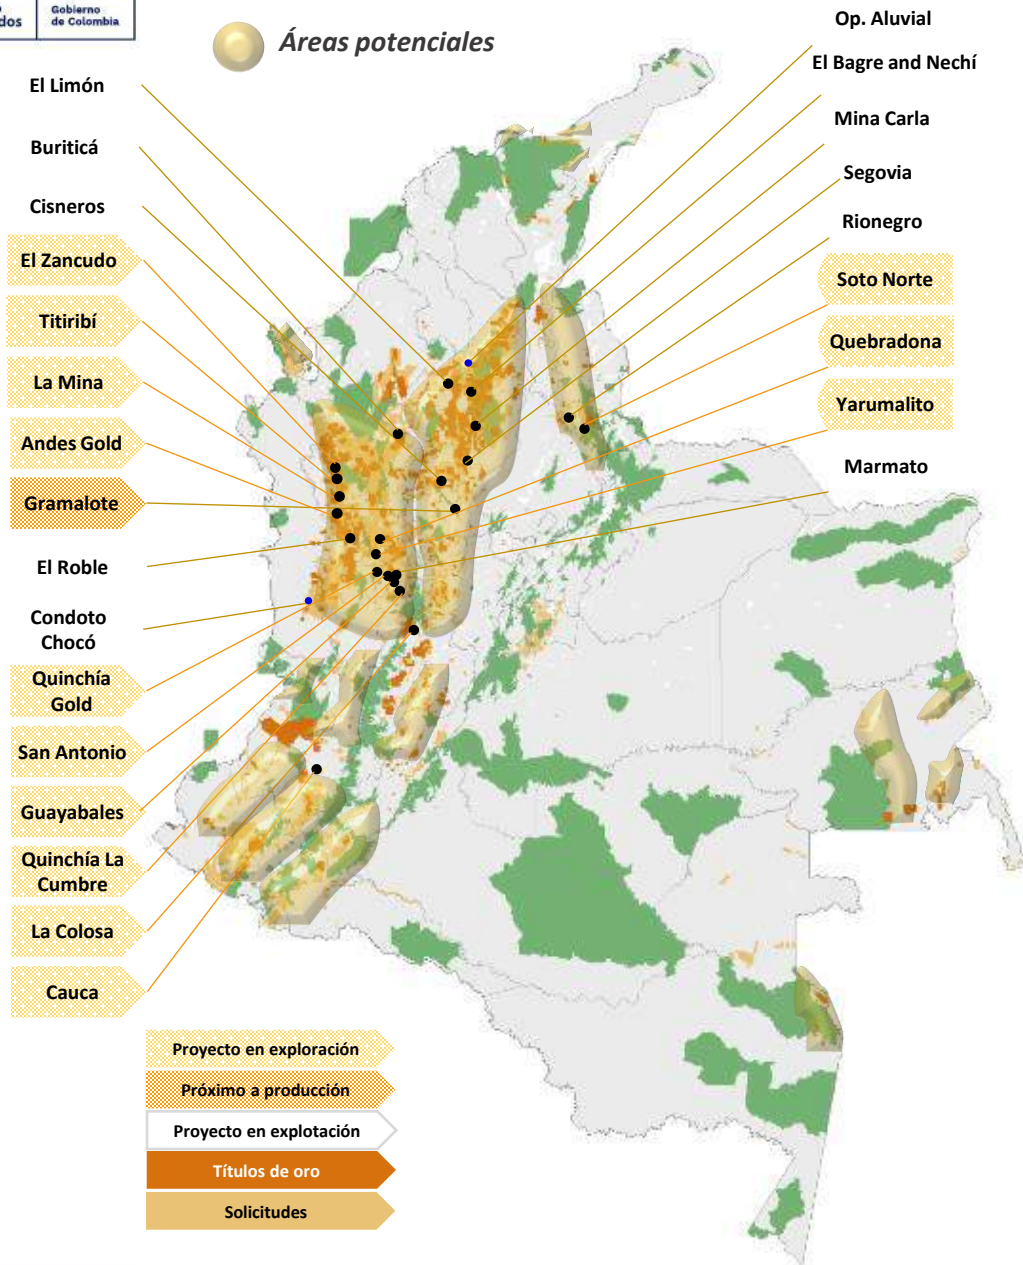 dos
Gobierno
de Colombia
Áreas potenciales
El Limón
Buriticá
Cisneros
El Zancudo
Titiribí
La Mina
Andes Gold
Gramalote
El Roble
Condoto
Chocó
Quinchía
Gold
San Antonio
Guayabales
Quinchía La
Cumbre
La Colosa
Cauca
Op. Aluvial
El Bagre and Nechí
Mina Carla
Segovia
Rionegro
Soto Norte
Quebradona
Yarumalito
Marmato
Proyecto en exploración
Próximo a producción
Proyecto en explotación
Títulos de oro
Solicitudes